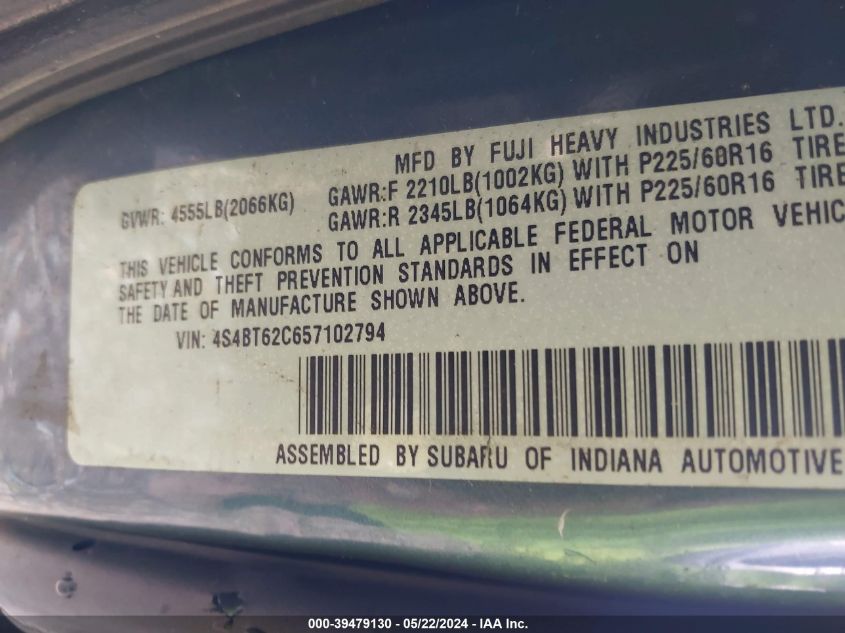 MFD BY FUJI HEAVY INDUSTRIES LTD.
GVWR: 4555LB(2066KG)
GAWR:F 2210LB(1002KG) WITH P225/60R16 TIRE
GAWR:R 2345LB(1064KG) WITH P225/60R16 TIRE
THIS VEHICLE CONFORMS TO ALL APPLICABLE FEDERAL MOTOR VEHIC
SAFETY AND THEFT PREVENTION STANDARDS IN EFFECT ON
THE DATE OF MANUFACTURE SHOWN ABOVE.
VIN: 4S4BT62C657102794
ASSEMBLED BY SUBARU OF INDIANA AUTOMOTIVE
000-39479130 - 05/22/2024 - IAA Inc.